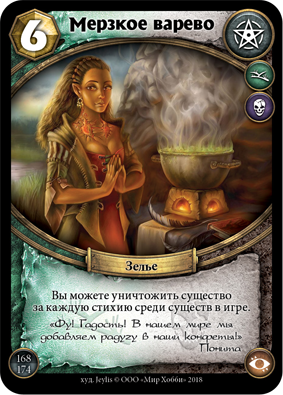 6
Мерзкое варево
Зелье
Вы можете уничтожить существо
за каждую стихию среди существ в игре.
«Фу! Гадость! В нашем мире мы
добавляем радугу в наши конфеты!»
Понита
168
174
худ. Jeylis © ООО «Мир Хобби» 2018